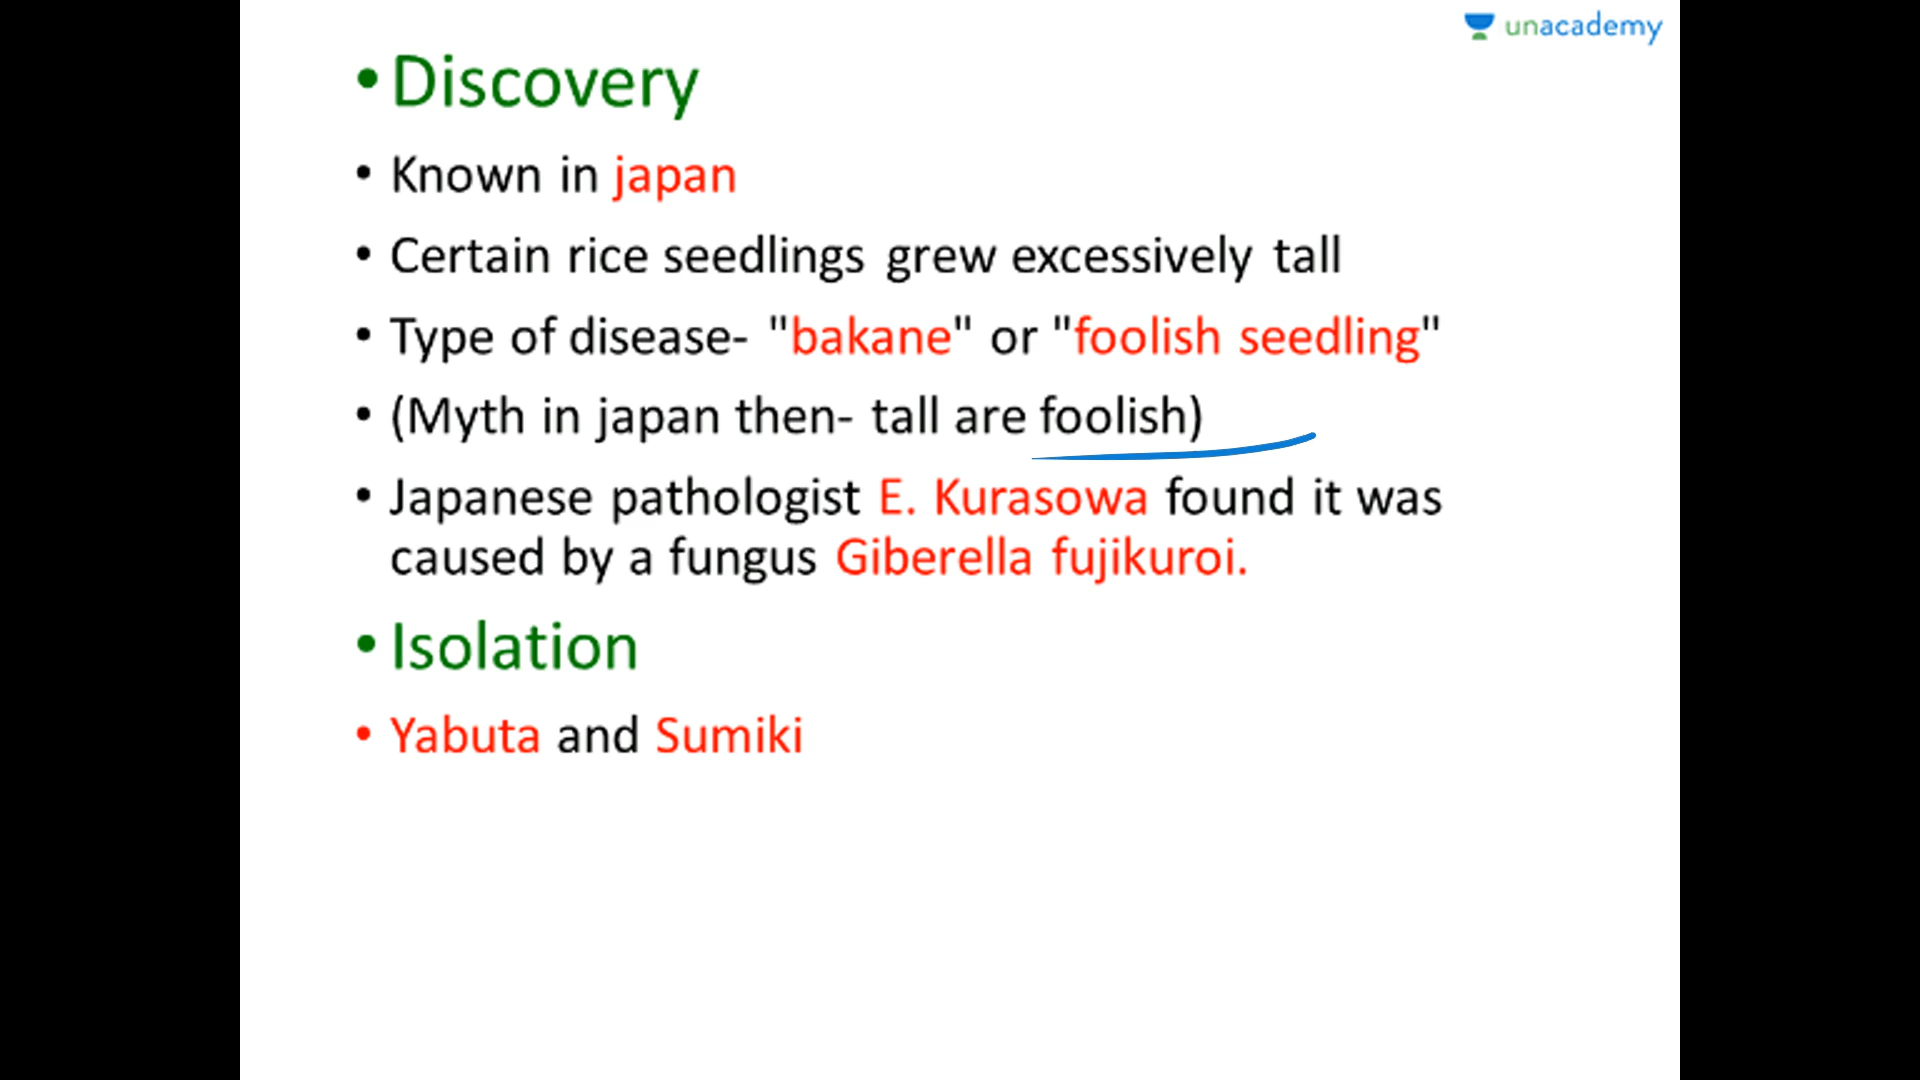 unacademy
• Discovery
• Known in japan
• Certain rice seedlings grew excessively tall
• Type of disease- "bakane" or "foolish seedling"
• (Myth in japan then- tall are foolish)
• Japanese pathologist E. Kurasowa found it was
caused by a fungus Giberella fujikuroi.
• Isolation
• Yabuta and Sumiki